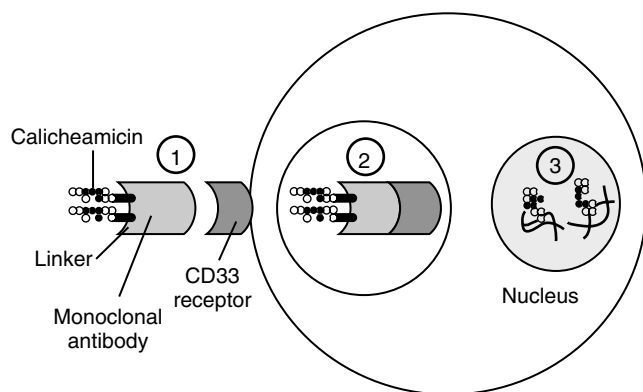 Calicheamicin
1
2
3
Linker
CD33
receptor
Monoclonal
antibody
Nucleus